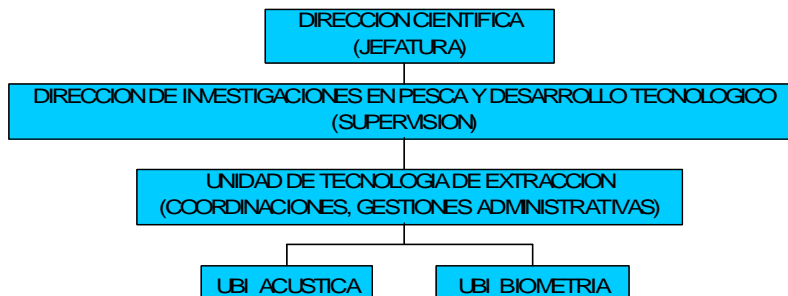 DIRECCION CIENTIFICA
(JEFATURA)
DIRECCION DE INVESTIGACIONES EN PESCA Y DESARROLLO TECNOLOGICO
(SUPERVISION)
UNIDAD DE TECNOLOGIA DE EXTRACCION
(COORDINACIONES, GESTIONES ADMINISTRATIVAS)
UBI ACUSTICA
UBI BIOMETRIA